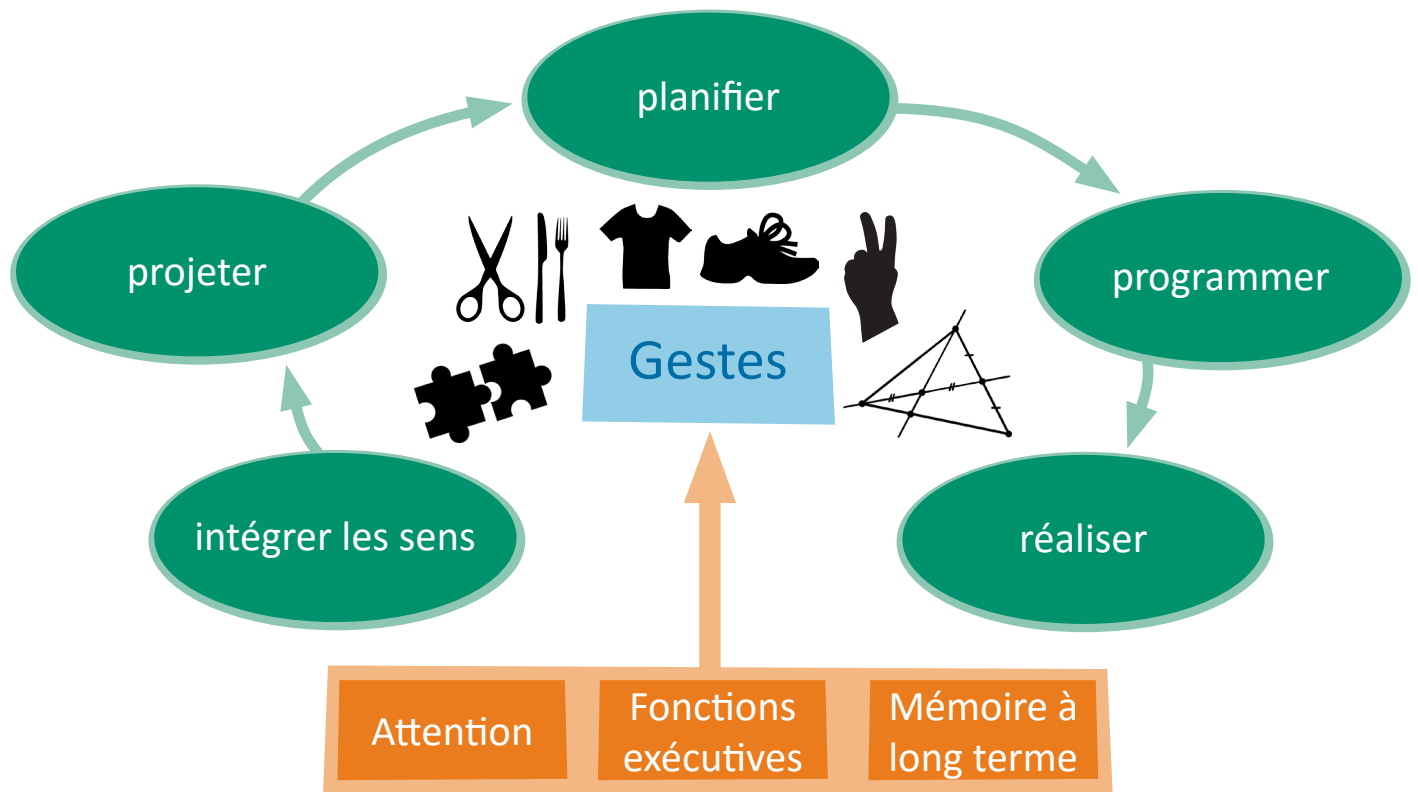 planifier
projeter
programmer
Gestes
intégrer les sens
réaliser
Attention
Fonctions
exécutives
Mémoire à
long terme